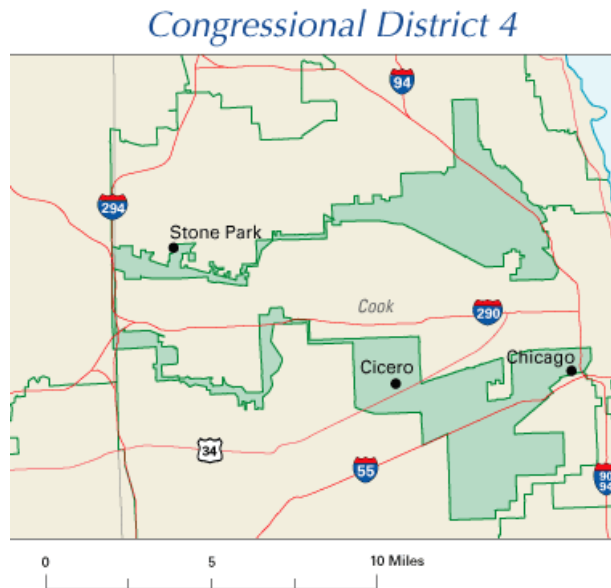 Congressional District 4
94
294
Stone Park
Cook
290
Cicero
Chicago
34
55
90
94
0 5 10 Miles